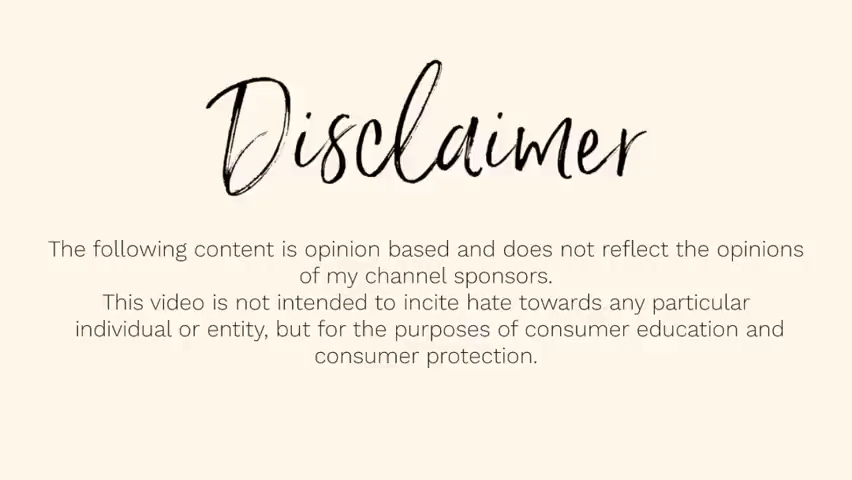 Disclaimer
The following content is opinion based and does not reflect the opinions
of my channel sponsors.
This video is not intended to incite hate towards any particular
individual or entity, but for the purposes of consumer education and
consumer protection.